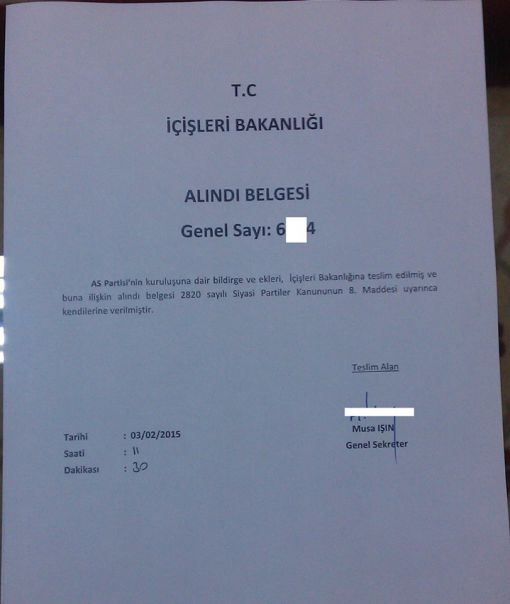 T.C
İÇİŞLERİ BAKANLIĞI
ALINDI BELGESİ
Genel Sayı: 6 4
AS Partisi'nin kuruluşuna dair bildirge ve ekleri, İçişleri Bakanlığına teslim edilmiş ve
buna ilişkin alındı belgesi 2820 sayılı Siyasi Partiler Kanununun 8. Maddesi uyarınca
kendilerine verilmiştir.
Teslim Alan
Musa IŞIN
Genel Sekreter
Tarihi : 03/02/2015
Saati : 11
Dakikası : 30